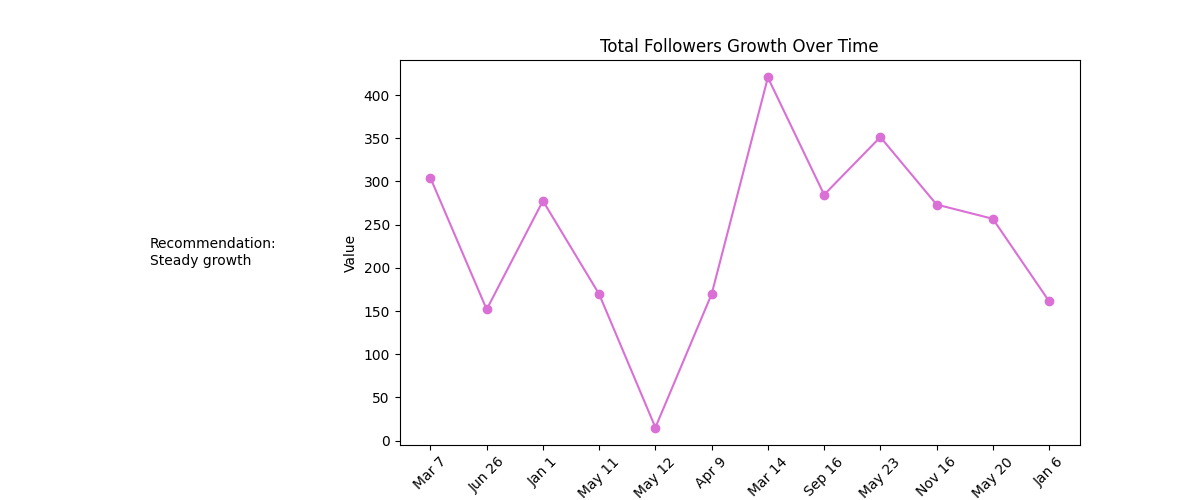 Total Followers Growth Over Time
Recommendation:
Steady growth
Value
400
350
300
250
200
150
100
50
0
Mar 7
Jun 26
Jan 1
May 11
May 12
Apr 9
Mar 14
Sep 16
May 23
Nov 16
May 20
Jan 6